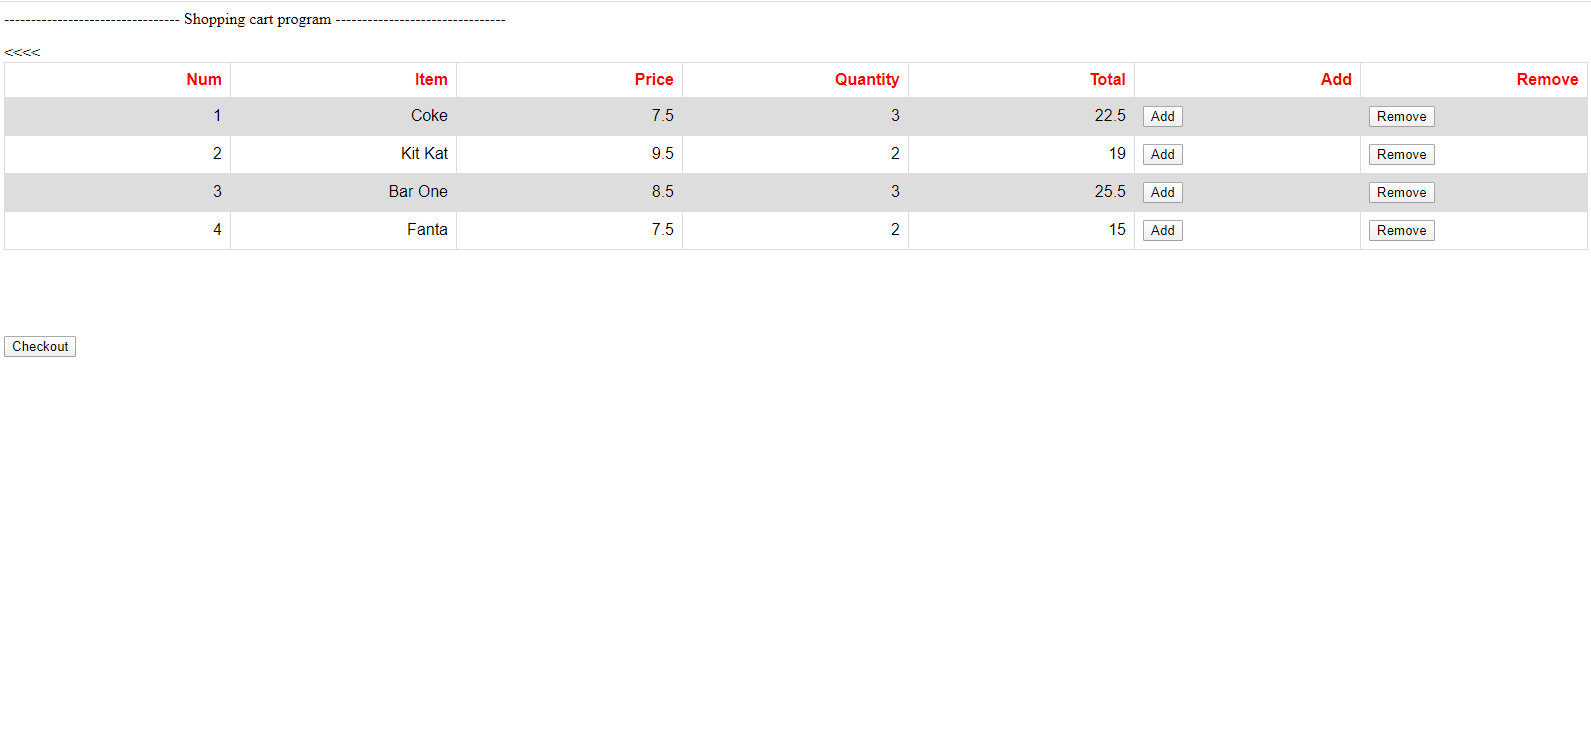 --------------------------------- Shopping cart program --------------------------------
<<<<
Num Item Price Quantity Total Add Remove
1 Coke 7.5 3 22.5 Add Remove
2 Kit Kat 9.5 2 19 Add Remove
3 Bar One 8.5 3 25.5 Add Remove
4 Fanta 7.5 2 15 Add Remove
Checkout